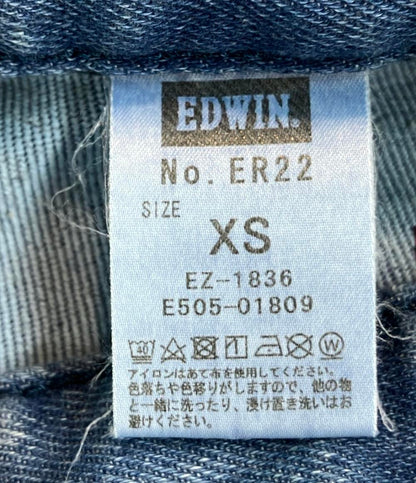 EDWIN.
No. ER22
SIZE
XS
EZ-1836
E505-01809
40
アイロンはあて布を使用してください。
色落ちや色移りがしますので、他の物
と一緒に洗ったり、浸け置き洗いはお
避けください。